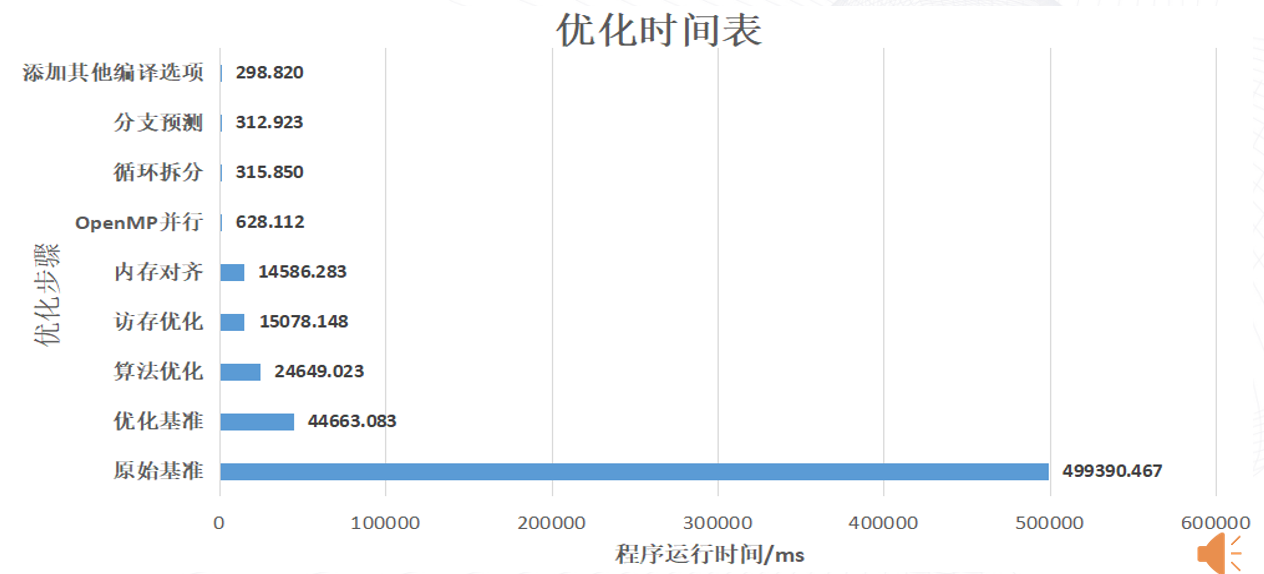 优化时间表
添加其他编译选项 298.820
分支预测 312.923
循环拆分 315.850
OpenMP并行 628.112
内存对齐 14586.283
访存优化 15078.148
算法优化 24649.023
优化基准 44663.083
原始基准 499390.467
优化步骤
0 100000 200000 300000 400000 500000 600000
程序运行时间/ms